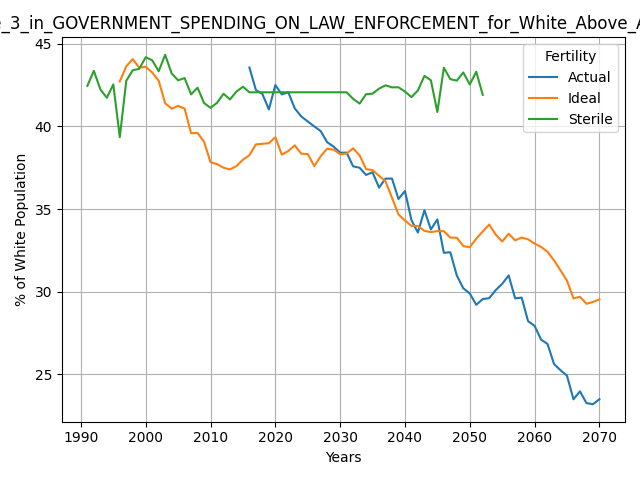 _3_in_GOVERNMENT_SPENDING_ON_LAW_ENFORCEMENT_for_White_Above_
Fertility
Actual
Ideal
Sterile
% of White Population
45
40
35
30
25
1990 2000 2010 2020 2030 2040 2050 2060 2070
Years